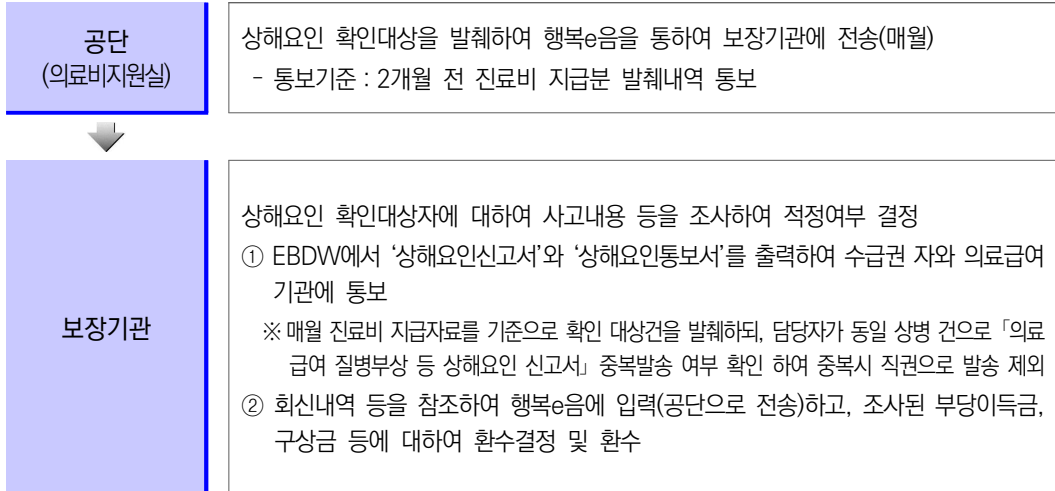 공단
(의료비지원실)
상해요인 확인대상을 발췌하여 행복e음을 통하여 보장기관에 전송(매월)
- 통보기준 : 2개월 전 진료비 지급분 발췌내역 통보
보장기관
상해요인 확인대상자에 대하여 사고내용 등을 조사하여 적정여부 결정
① EBDW에서 ‘상해요인신고서’와 ‘상해요인통보서’를 출력하여 수급권 자와 의료급여
기관에 통보
※ 매월 진료비 지급자료를 기준으로 확인 대상건을 발췌하되, 담당자가 동일 상병 건으로 「의료
급여 질병부상 등 상해요인 신고서」 중복발송 여부 확인 하여 중복시 직권으로 발송 제외
② 회신내역 등을 참조하여 행복e음에 입력(공단으로 전송)하고, 조사된 부당이득금,
구상금 등에 대하여 환수결정 및 환수